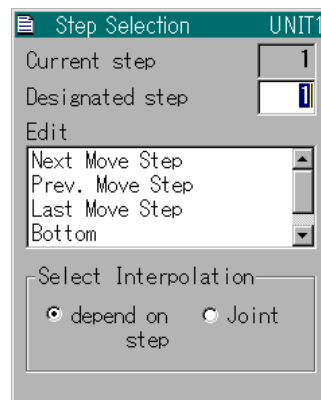 Step Selection UNIT1
Current step 1
Designated step 1
Edit
Next Move Step
Prev. Move Step
Last Move Step
Bottom
Select Interpolation
depend on Joint
step